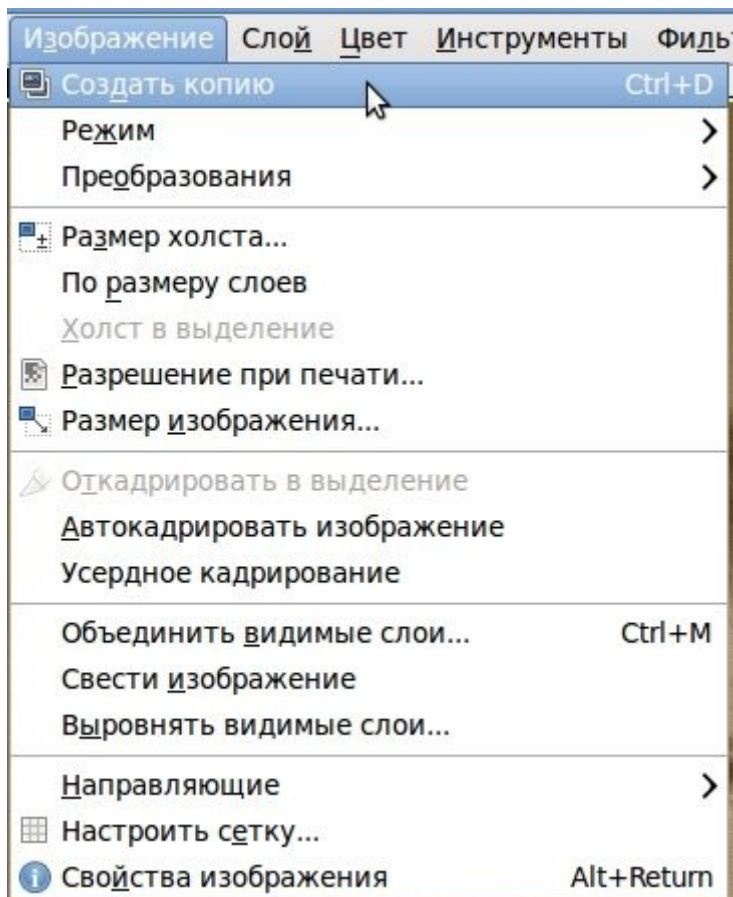 Изображение Слой Цвет Инструменты Филь
Создать копию Ctrl+D
Режим
Преобразования
Размер холста...
По размеру слоев
Холст в выделение
Разрешение при печати...
Размер изображения...
Откадрировать в выделение
Автокадрировать изображение
Усердное кадрирование
Объединить видимые слои... Ctrl+M
Свести изображение
Выровнять видимые слои...
Направляющие
Настроить сетку...
Свойства изображения Alt+Return